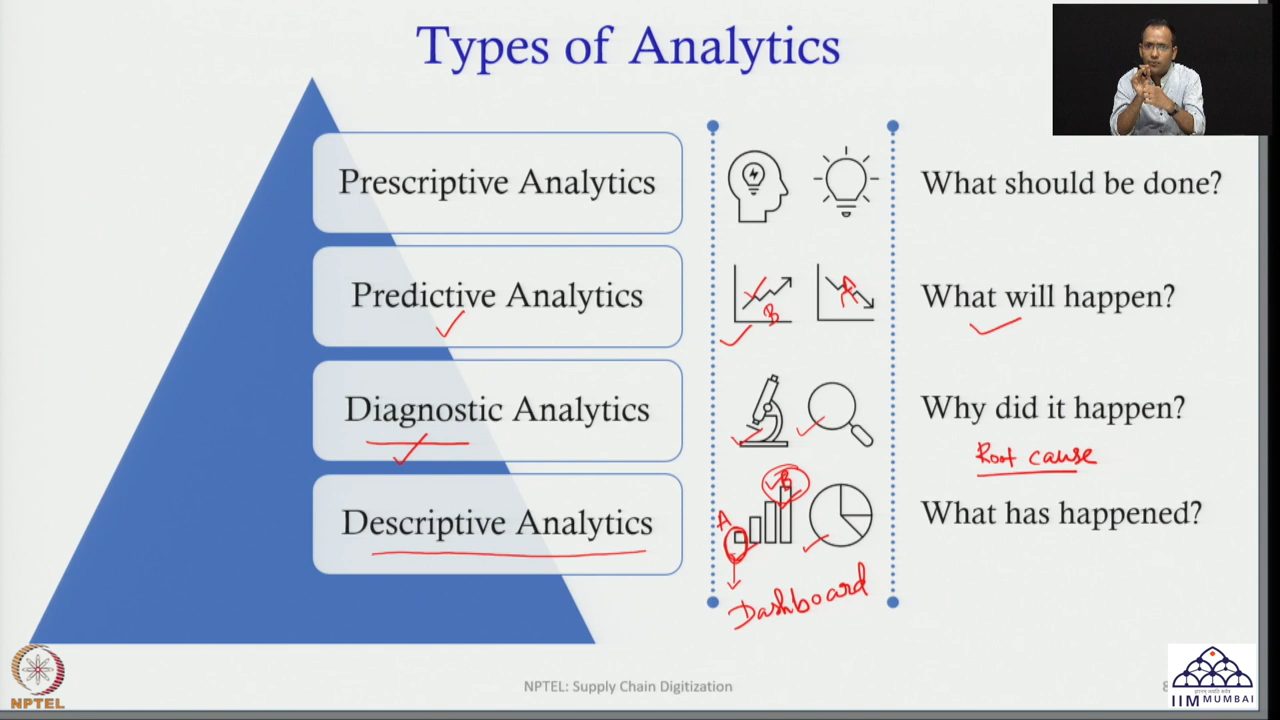 Types of Analytics
Prescriptive Analytics
What should be done?
Predictive Analytics
B
A
What will happen?
Diagnostic Analytics
Why did it happen?
Root cause
Descriptive Analytics
A
B
What has happened?
Dashboard
NPTEL
NPTEL: Supply Chain Digitization
IIM MUMBAI